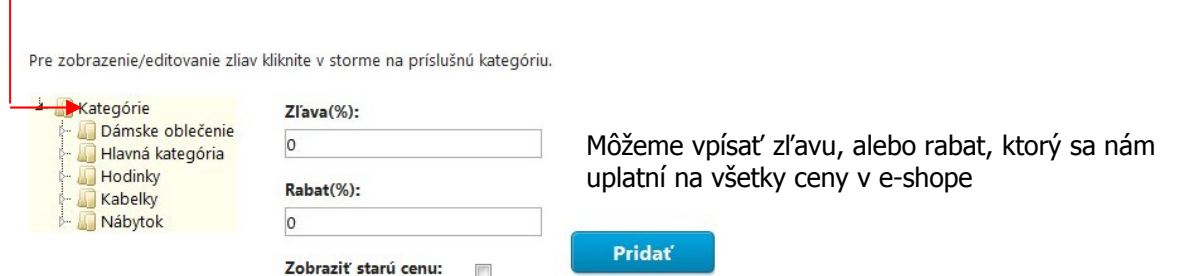 Pre zobrazenie/editovanie zliav kliknite v storme na príslušnú kategóriu.
Kategórie
Dámske oblečenie
Hlavná kategória
Hodinky
Kabelky
Nábytok
Zľava(%):
0
Rabat(%):
0
Zobraziť starú cenu:
Môžeme vpísať zľavu, alebo rabat, ktorý sa nám
uplatní na všetky ceny v e-shope
Pridať